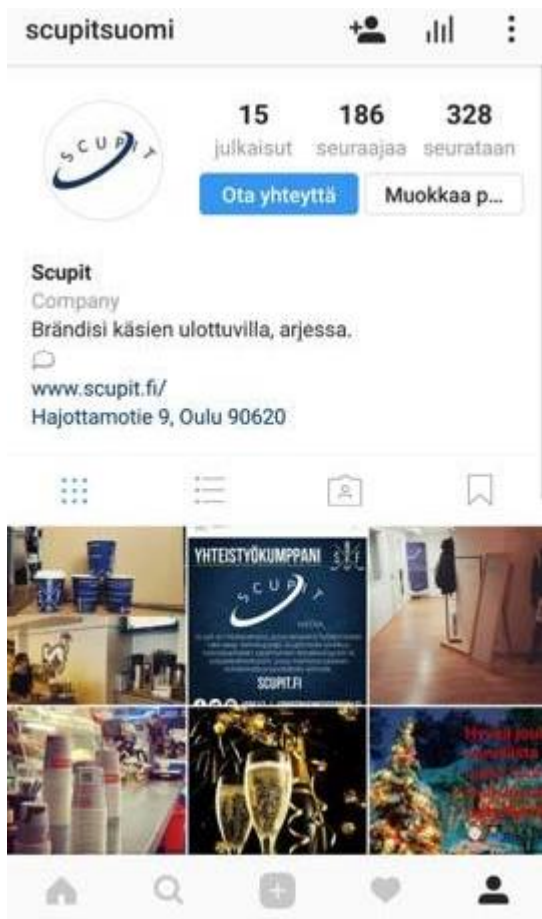 scupitsuomi
15 186 328
julkaisut seuraajaa seurataan
SCUPIT
Ota yhteyttä Muokkaa p...
Scupit
Company
Brändisi käsien ulottuvilla, arjessa.
www.scupit.fi/
Hajottamotie 9, Oulu 90620
YHTEISTYÖKUMPPANI
SCUPIT
SCUPIT.FI